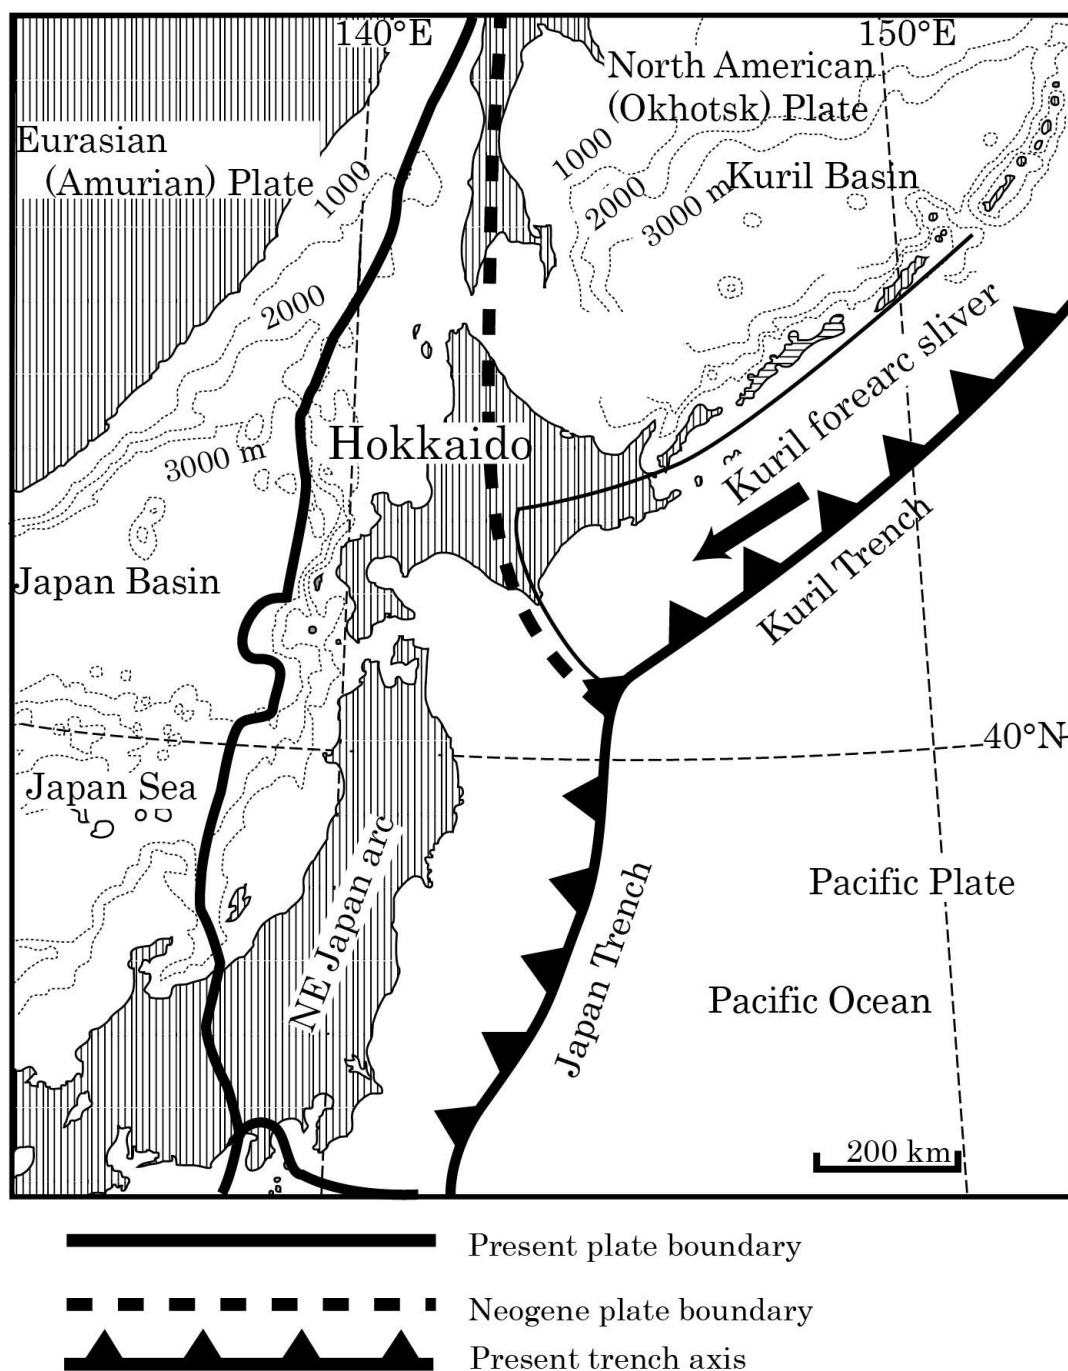 140°E
150°E
North American
(Okhotsk) Plate
Eurasian
(Amurian) Plate
1000
1000
2000
3000 m
Kuril Basin
2000
Kuril forearc sliver
Hokkaido
3000 m
Kuril Trench
Japan Basin
40°N
Japan Sea
NE Japan arc
Japan Trench
Pacific Plate
Pacific Ocean
200 km
Present plate boundary
Neogene plate boundary
Present trench axis